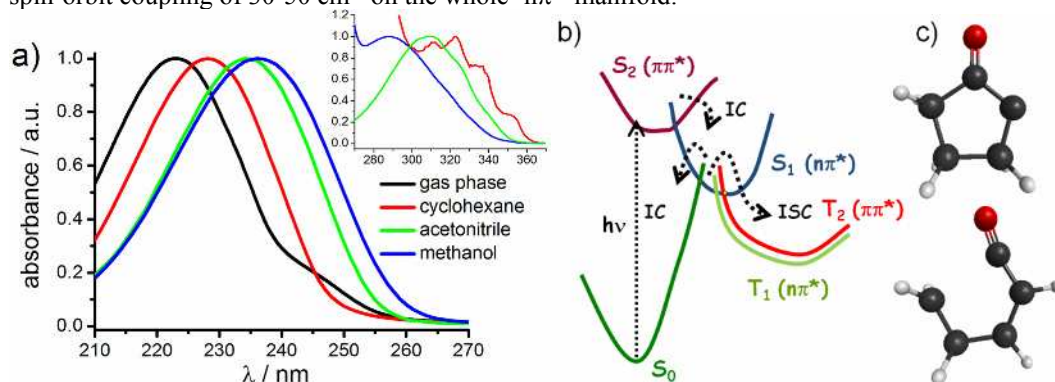 spin-orbit coupling of 30-50 cm⁻¹ on the whole ¹nπ* manifold.
a)
absorbance / a.u.
1.0
0.8
0.6
0.4
0.2
0.0
210 220 230 240 250 260 270
λ / nm
gas phase
cyclohexane
acetonitrile
methanol
1.2
1.0
0.8
0.6
0.4
0.2
0.0
280 300 320 340 360
b)
S₂ (ππ*)
IC
S₁ (nπ*)
hν
IC
ISC
T₂ (ππ*)
T₁ (nπ*)
S₀
c)